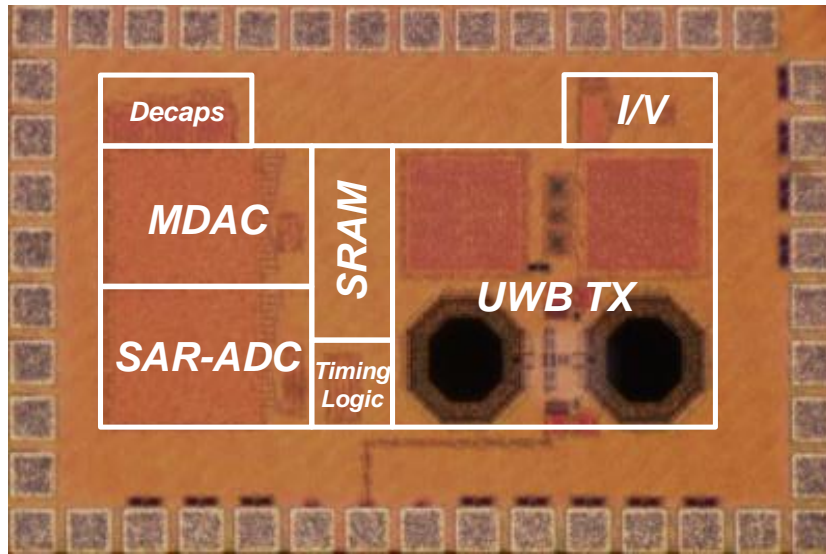 Decaps
I/V
MDAC
SRAM
UWB TX
SAR-ADC
Timing
Logic